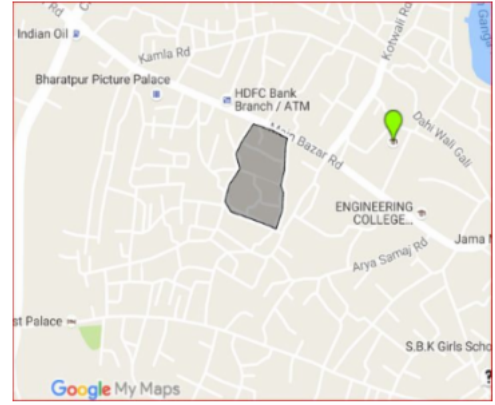 Rd
Indian Oil
Kamla Rd
Kotwali Rd
Ganga
Bharatpur Picture Palace
HDFC Bank
Branch / ATM
Main Bazar Rd
Dahi Wali Gali
ENGINEERING
COLLEGE...
Jama M
Arya Samaj Rd
st Palace
S.B.K Girls Scho
?
Google My Maps